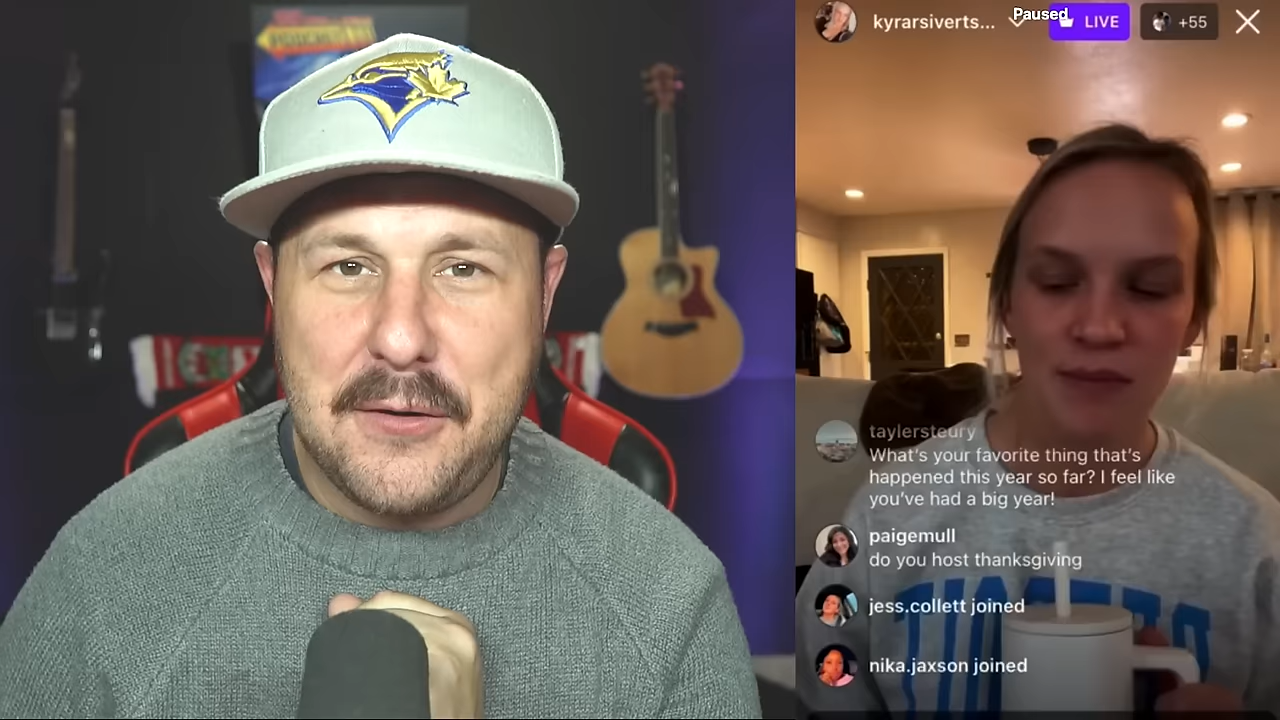 Paused
kyrarsiverts...
LIVE
+55
taylersteury
What's your favorite thing that's
happened this year so far? I feel like
you've had a big year!
paigemull
do you host thanksgiving
jess.collett joined
nika.jaxson joined